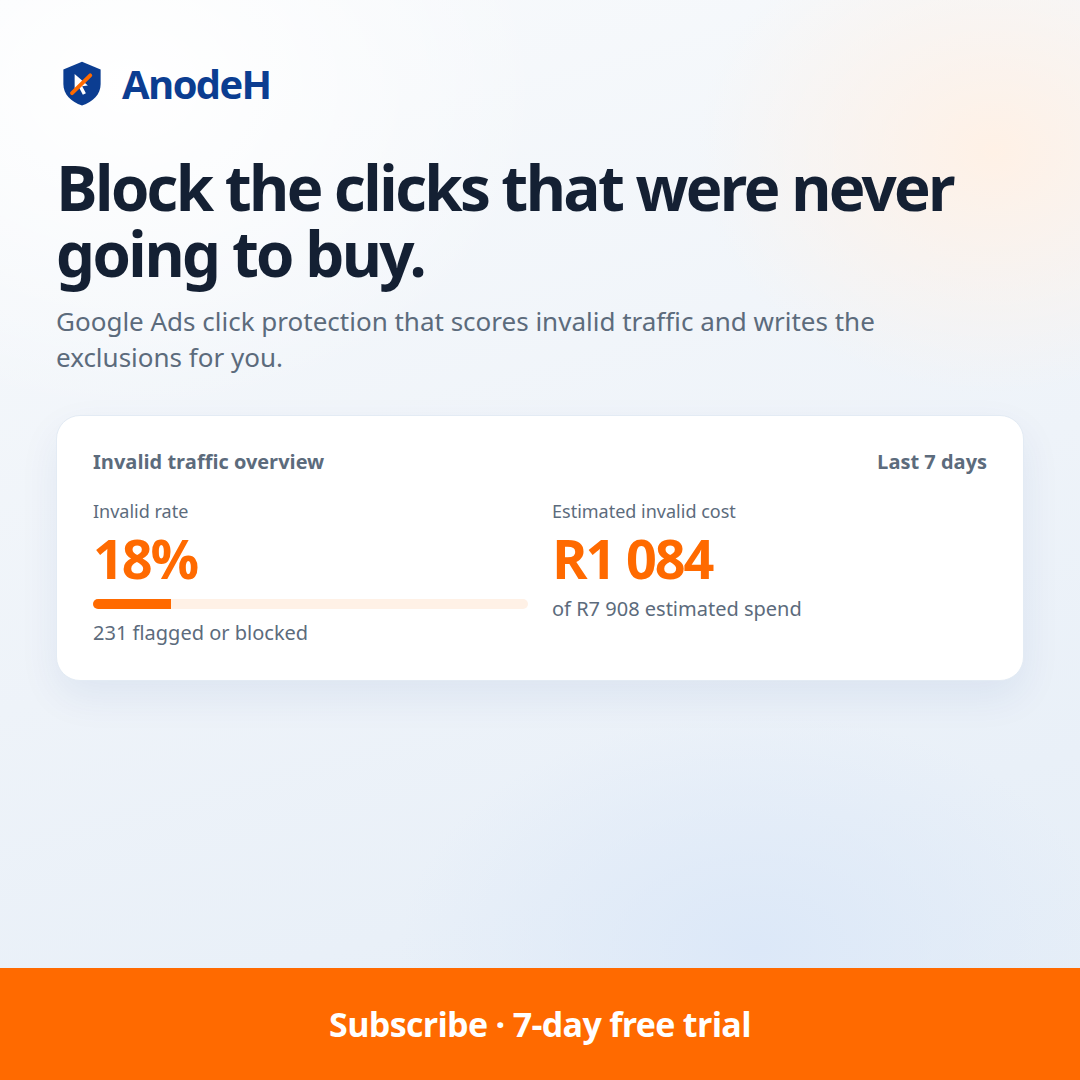 AnodeH
Block the clicks that were never
going to buy.
Google Ads click protection that scores invalid traffic and writes the
exclusions for you.
Invalid traffic overview
Last 7 days
Invalid rate
Estimated invalid cost
18%
R1 084
of R7 908 estimated spend
231 flagged or blocked
Subscribe · 7-day free trial